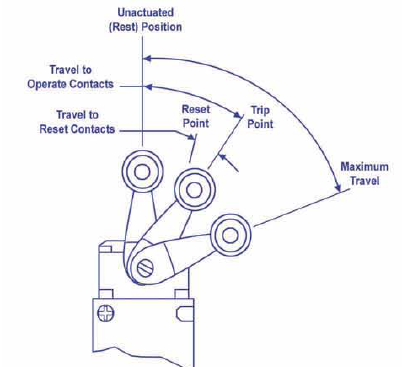 Unactuated
(Rest) Position
Travel to
Operate Contacts
Travel to
Reset Contacts
Reset
Point
Trip
Point
Maximum
Travel